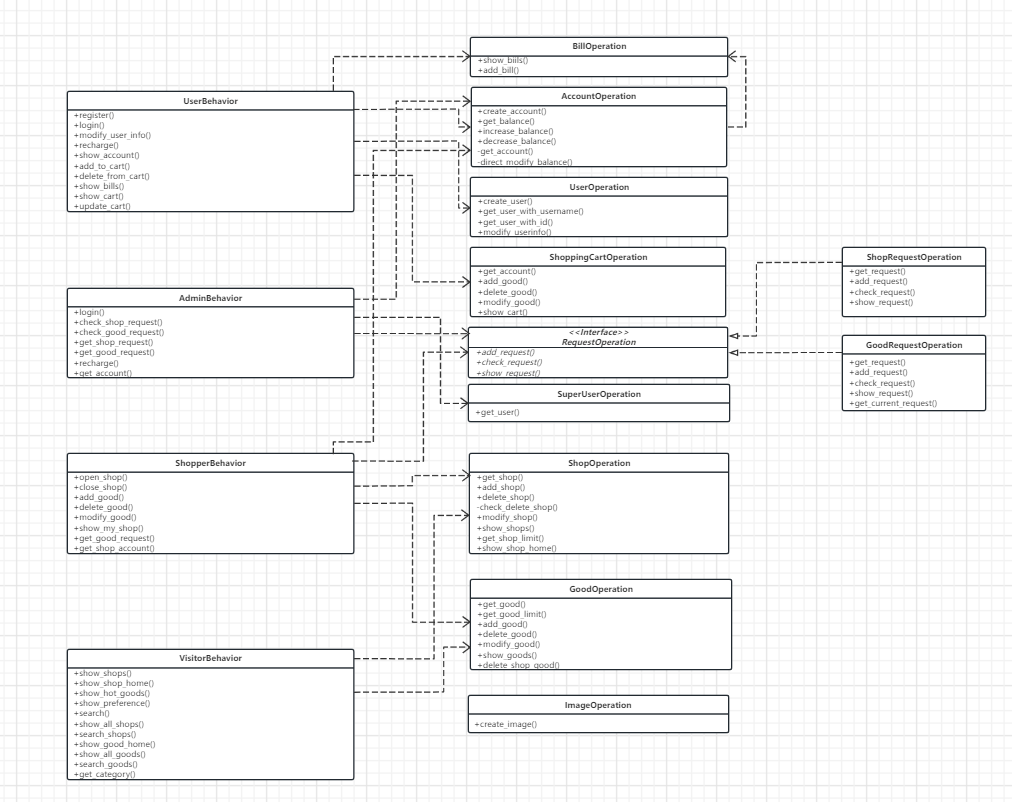 UserBehavior
+register()
+login()
+modify_user_info()
+recharge()
+show_account()
+add_to_cart()
+delete_from_cart()
+show_bills()
+show_cart()
+update_cart()
AdminBehavior
+login()
+check_shop_request()
+check_good_request()
+get_shop_request()
+get_good_request()
+recharge()
+get_account()
ShopperBehavior
+open_shop()
+close_shop()
+add_good()
+delete_good()
+modify_good()
+show_my_shop()
+get_good_request()
+get_shop_account()
VisitorBehavior
+show_shops()
+show_shop_home()
+show_hot_goods()
+show_preference()
+search()
+show_all_shops()
+search_shops()
+show_good_home()
+show_all_goods()
+search_goods()
+get_category()
BillOperation
+show_biils()
+add_bill()
AccountOperation
+create_account()
+get_balance()
+increase_balance()
+decrease_balance()
-get_account()
-direct_modify_balance()
UserOperation
+create_user()
+get_user_with_username()
+get_user_with_id()
+modify_userinfo()
ShoppingCartOperation
+get_account()
+add_good()
+delete_good()
+modify_good()
+show_cart()
<<Interface>>
RequestOperation
+add_request()
+check_request()
+show_request()
SuperUserOperation
+get_user()
ShopOperation
+get_shop()
+add_shop()
+delete_shop()
-check_delete_shop()
+modify_shop()
+show_shops()
+get_shop_limit()
+show_shop_home()
GoodOperation
+get_good()
+get_good_limit()
+add_good()
+delete_good()
+modify_good()
+show_goods()
+delete_shop_good()
ImageOperation
+create_image()
ShopRequestOperation
+get_request()
+add_request()
+check_request()
+show_request()
GoodRequestOperation
+get_request()
+add_request()
+check_request()
+show_request()
+get_current_request()